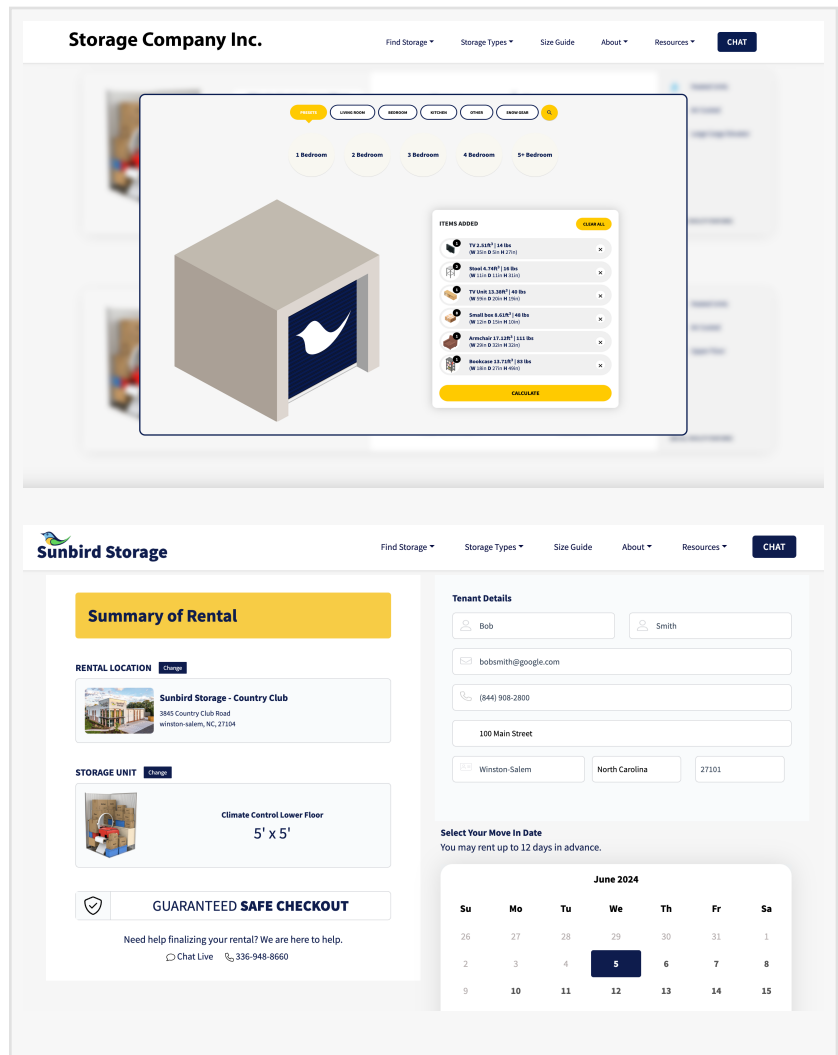 Storage Company Inc.
Find Storage
Storage Types
Size Guide
About
Resources
CHAT
PRESETS
LIVING ROOM
BEDROOM
KITCHEN
OTHER
SNOW GEAR
1 Bedroom
2 Bedroom
3 Bedroom
4 Bedroom
5+ Bedroom
ITEMS ADDED
CLEAR ALL
TV 2.51ft³ | 14 lbs
(W 35in D 5in H 27in)
Stool 4.74ft³ | 16 lbs
(W 11in D 11in H 31in)
TV Unit 13.38ft³ | 40 lbs
(W 59in D 20in H 19in)
Small box 8.61ft³ | 48 lbs
(W 12in D 15in H 10in)
Armchair 17.12ft³ | 111 lbs
(W 29in D 32in H 32in)
Bookcase 13.71ft³ | 83 lbs
(W 18in D 27in H 49in)
CALCULATE
Sunbird Storage
Find Storage
Storage Types
Size Guide
About
Resources
CHAT
Summary of Rental
RENTAL LOCATION Change
Sunbird Storage - Country Club
3845 Country Club Road
winston-salem, NC, 27104
STORAGE UNIT Change
Climate Control Lower Floor
5' x 5'
GUARANTEED SAFE CHECKOUT
Need help finalizing your rental? We are here to help.
Chat Live 336-948-8660
Tenant Details
Bob
Smith
bobsmith@google.com
(844) 908-2800
100 Main Street
Winston-Salem
North Carolina
27101
Select Your Move In Date
You may rent up to 12 days in advance.
June 2024
Su Mo Tu We Th Fr Sa
26 27 28 29 30 31 1
2 3 4 5 6 7 8
9 10 11 12 13 14 15